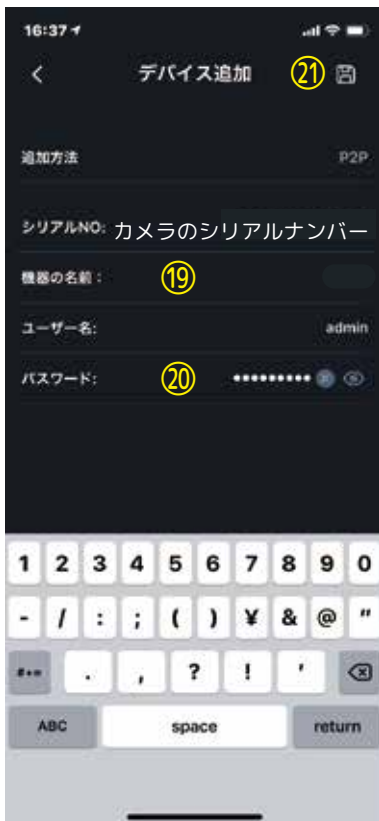 16:37
デバイス追加 ㉑
追加方法 P2P
シリアルNO: カメラのシリアルナンバー
機器の名前： ⑲
ユーザー名: admin
パスワード: ⑳ •••••••••
1 2 3 4 5 6 7 8 9 0
- / : ; ( ) ¥ & @ "
#+= . , ? ! '
ABC space return